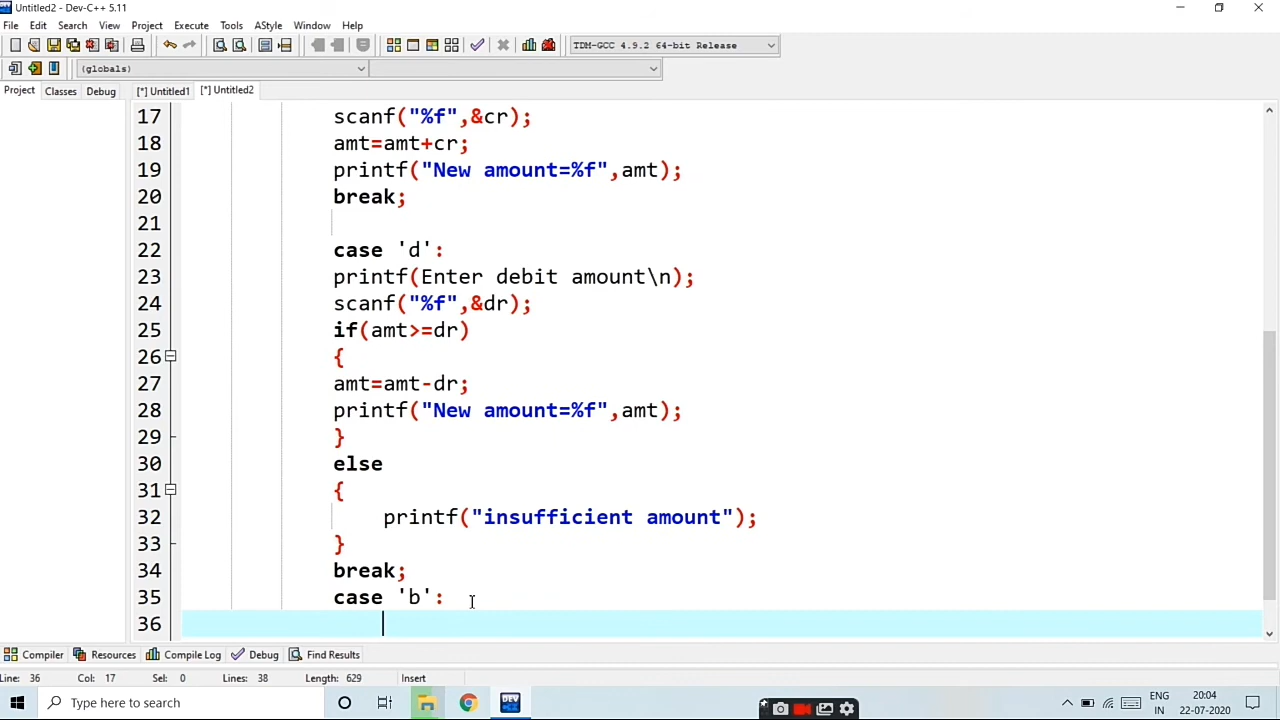 Untitled2 - Dev-C++ 5.11
File Edit Search View Project Execute Tools AStyle Window Help
TDM-GCC 4.9.2 64-bit Release
(globals)
Project Classes Debug [*] Untitled1 [*] Untitled2
17 scanf("%f",&cr);
18 amt=amt+cr;
19 printf("New amount=%f",amt);
20 break;
21
22 case 'd':
23 printf(Enter debit amount\n);
24 scanf("%f",&dr);
25 if(amt>=dr)
26 {
27 amt=amt-dr;
28 printf("New amount=%f",amt);
29 }
30 else
31 {
32 printf("insufficient amount");
33 }
34 break;
35 case 'b':
36
Compiler Resources Compile Log Debug Find Results
Line: 36 Col: 17 Sel: 0 Lines: 38 Length: 629 Insert
Type here to search
DEV
ENG 20:04
IN 22-07-2020